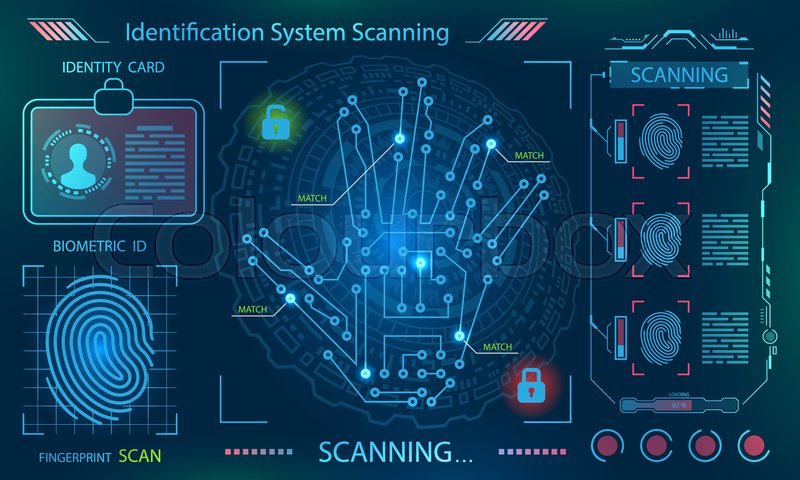 Identification System Scanning
IDENTITY CARD
BIOMETRIC ID
FINGERPRINT SCAN
MATCH
MATCH
MATCH
MATCH
SCANNING...
SCANNING
LOADING
62 %
Colourbox